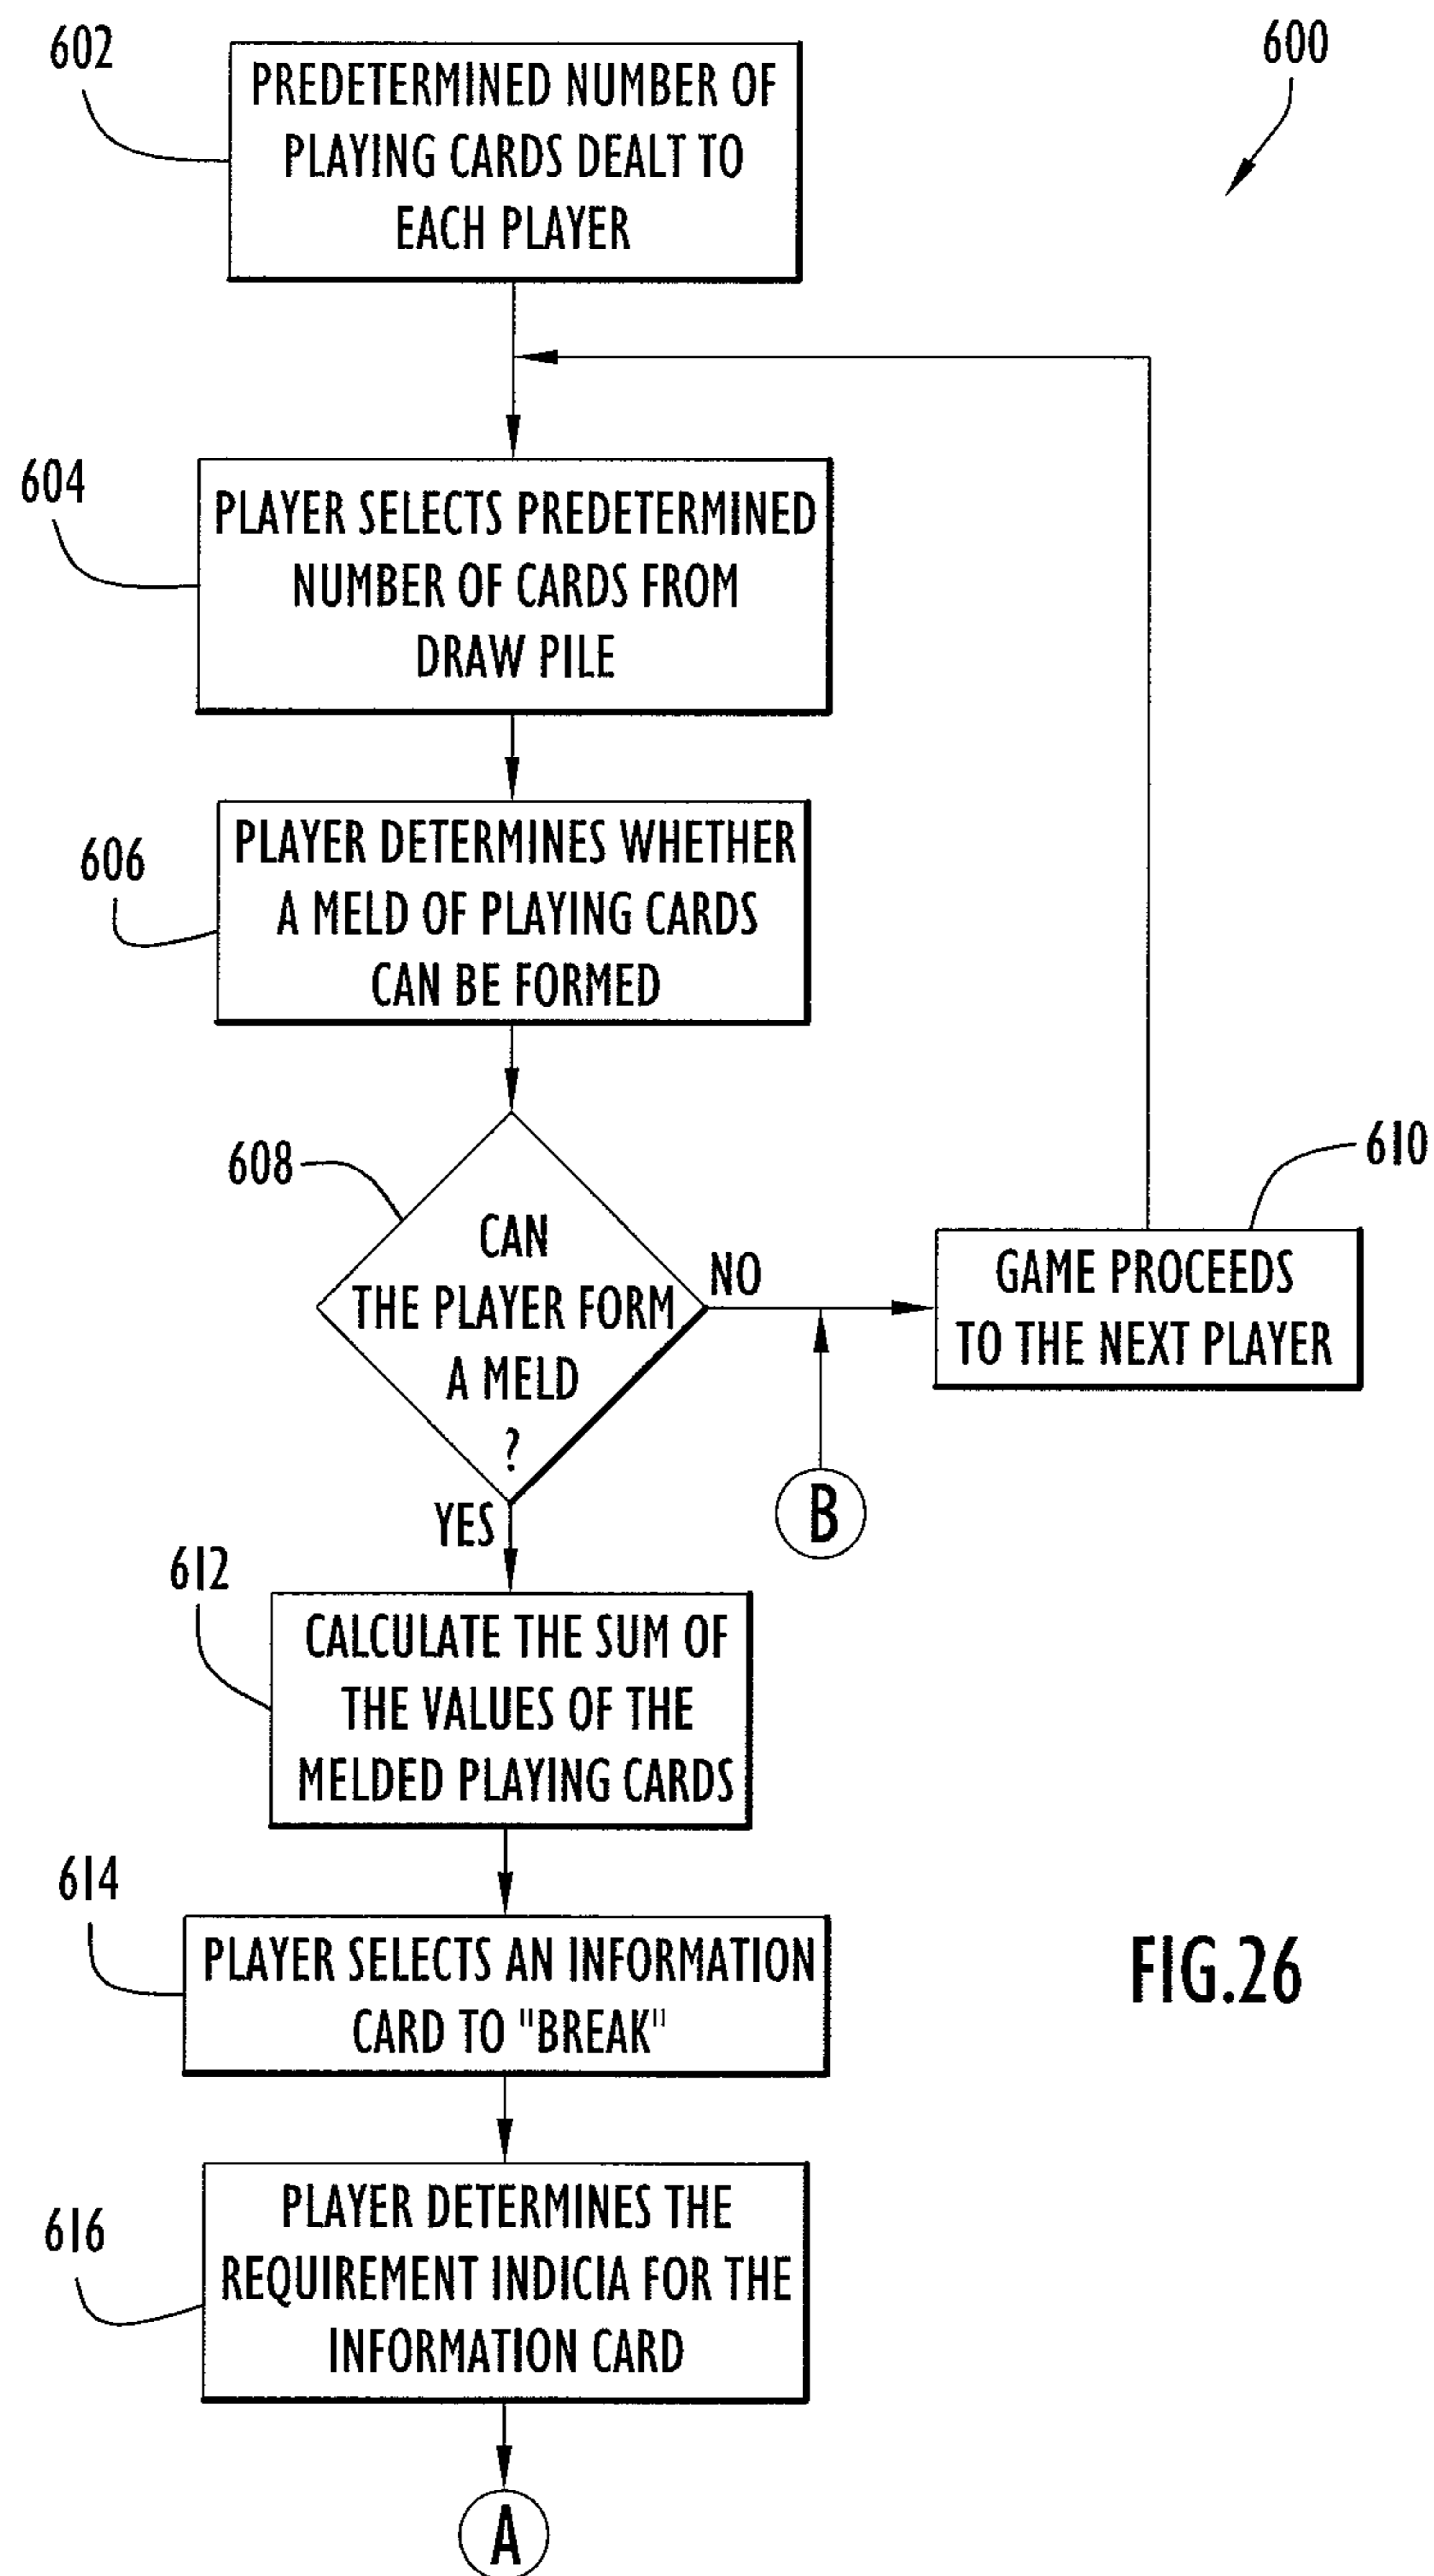 602
600
PREDETERMINED NUMBER OF
PLAYING CARDS DEALT TO
EACH PLAYER
604
PLAYER SELECTS PREDETERMINED
NUMBER OF CARDS FROM
DRAW PILE
606
PLAYER DETERMINES WHETHER
A MELD OF PLAYING CARDS
CAN BE FORMED
608
CAN
THE PLAYER FORM
A MELD
?
NO
610
GAME PROCEEDS
TO THE NEXT PLAYER
B
YES
612
CALCULATE THE SUM OF
THE VALUES OF THE
MELDED PLAYING CARDS
614
PLAYER SELECTS AN INFORMATION
CARD TO "BREAK"
FIG.26
616
PLAYER DETERMINES THE
REQUIREMENT INDICIA FOR THE
INFORMATION CARD
A